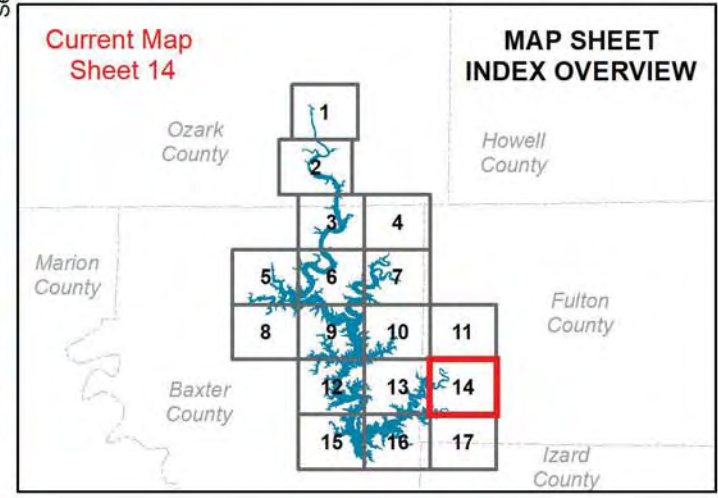 Current Map
Sheet 14
MAP SHEET
INDEX OVERVIEW
1
Ozark
County
Howell
County
2
3
4
Marion
County
5
6
7
Fulton
County
8
9
10
11
Baxter
County
12
13
14
15
16
17
Izard
County